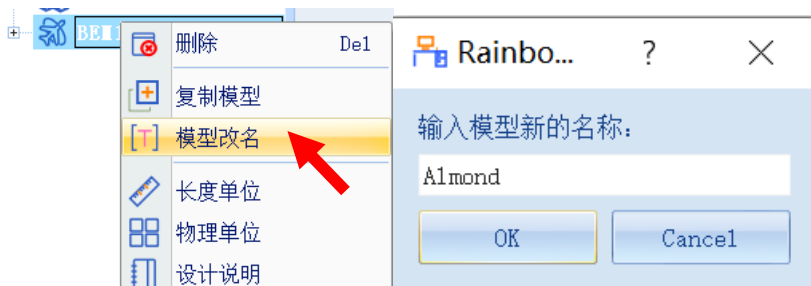 BEM
删除 Del
复制模型
模型改名
长度单位
物理单位
设计说明
Rainbo... ?
输入模型新的名称:
Almond
OK Cancel